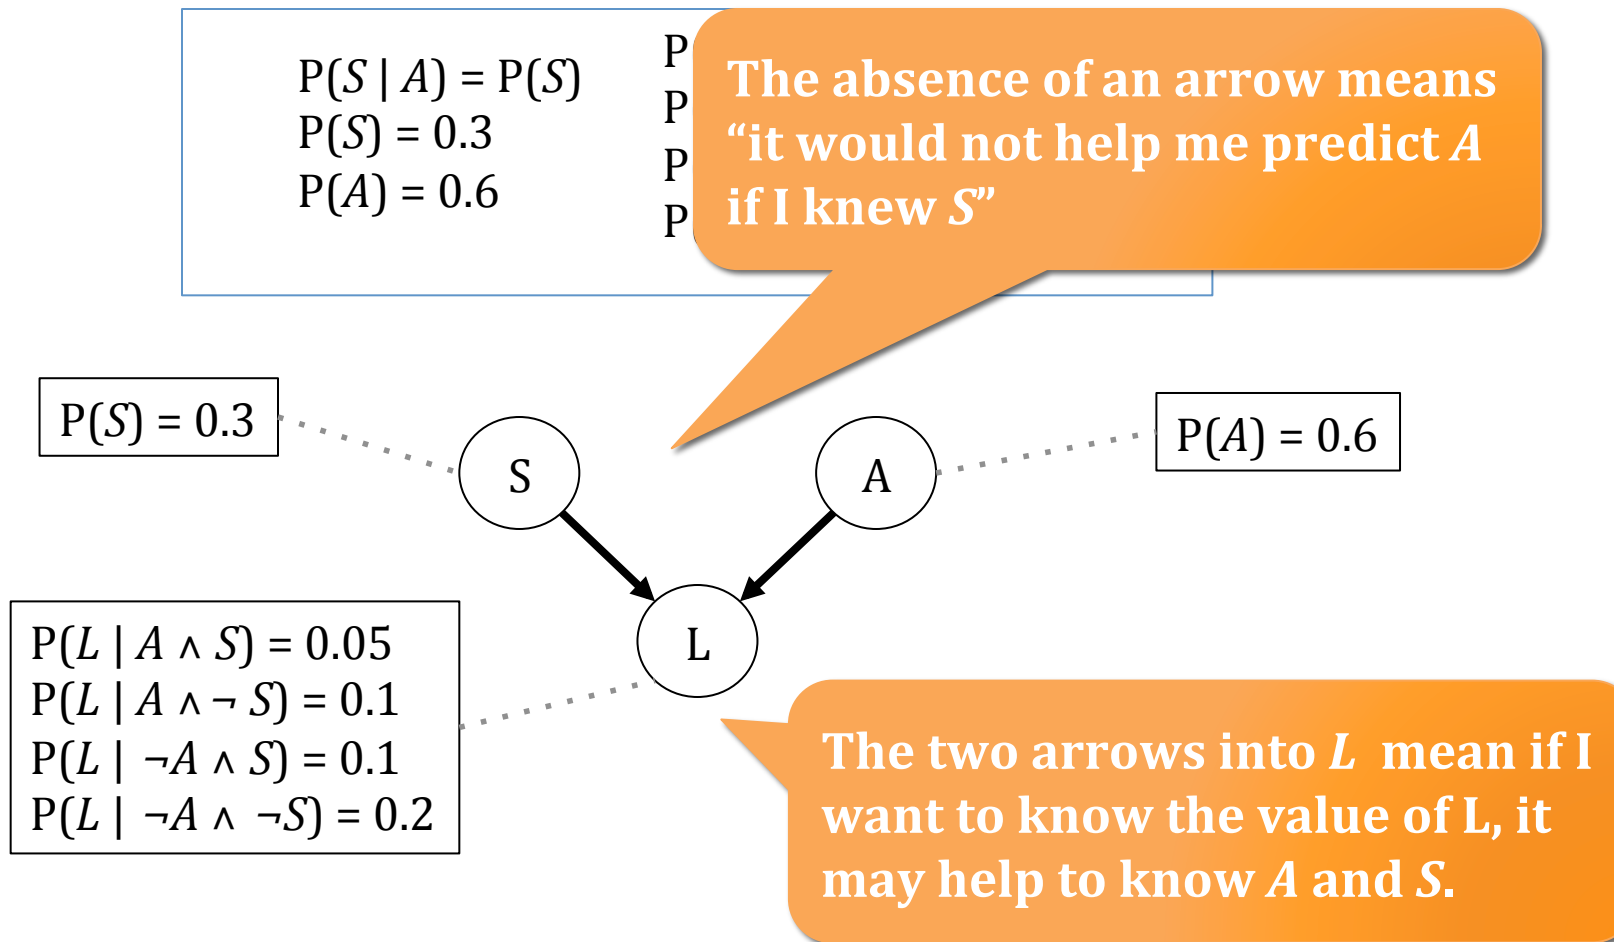 P(S | A) = P(S)
P(S) = 0.3
P(A) = 0.6
P
P
P
P
The absence of an arrow means
“it would not help me predict A
if I knew S”
P(S) = 0.3
S
A
P(A) = 0.6
L
P(L | A ∧ S) = 0.05
P(L | A ∧ ¬ S) = 0.1
P(L | ¬A ∧ S) = 0.1
P(L | ¬A ∧ ¬S) = 0.2
The two arrows into L mean if I
want to know the value of L, it
may help to know A and S.